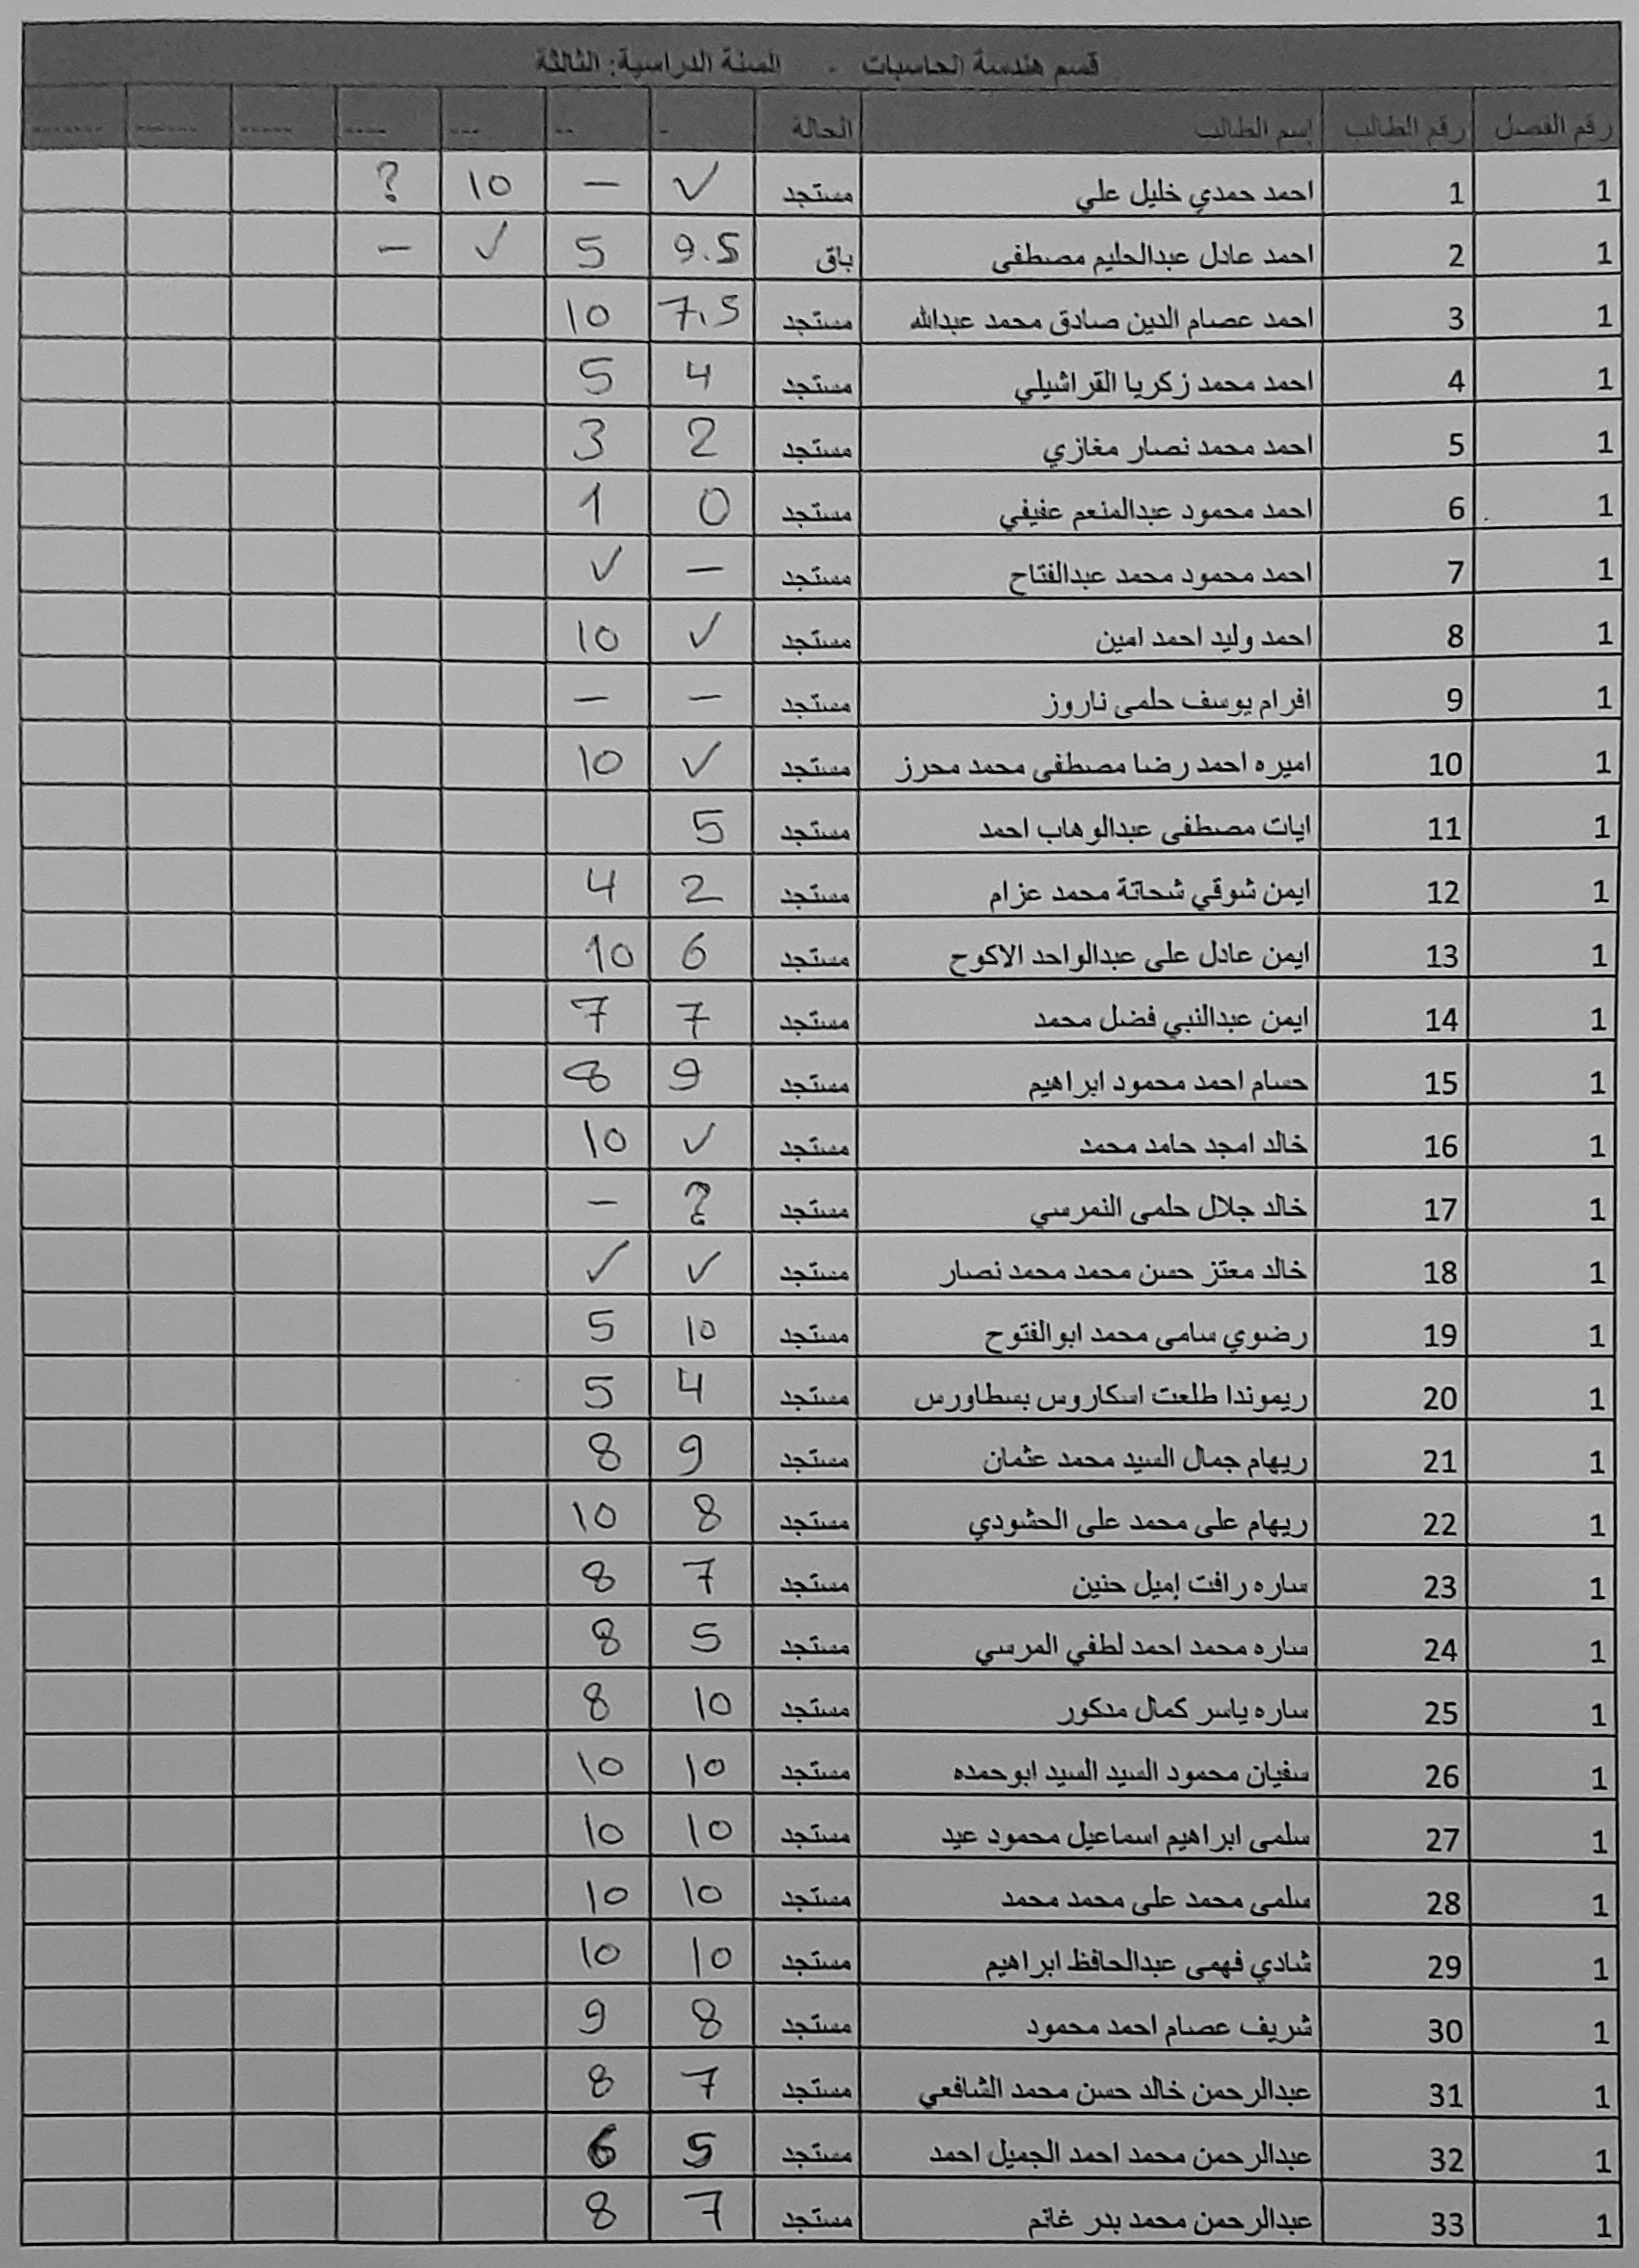 قسم هندسة الحاسبات - السنة الدراسية: الثالثة
رقم الفصل رقم الطالب إسم الطالب الحالة - -- --- ---- ----- ------ -------
1 1 احمد حمدي خليل علي مستجد ✓ – 10 ?
1 2 احمد عادل عبدالحليم مصطفى باق 9.5 5 ✓ –
1 3 احمد عصام الدين صادق محمد عبدالله مستجد 7.5 10
1 4 احمد محمد زكريا القراشيلي مستجد 4 5
1 5 احمد محمد نصار مغازي مستجد 2 3
1 6 احمد محمود عبدالمنعم عفيفي مستجد 0 1
1 7 احمد محمود محمد عبدالفتاح مستجد – ✓
1 8 احمد وليد احمد امين مستجد ✓ 10
1 9 افرام يوسف حلمى ناروز مستجد – –
1 10 اميره احمد رضا مصطفى محمد محرز مستجد ✓ 10
1 11 ايات مصطفى عبدالوهاب احمد مستجد 5
1 12 ايمن شوقي شحاتة محمد عزام مستجد 2 4
1 13 ايمن عادل على عبدالواحد الاكوح مستجد 6 10
1 14 ايمن عبدالنبي فضل محمد مستجد 7 7
1 15 حسام احمد محمود ابراهيم مستجد 9 8
1 16 خالد امجد حامد محمد مستجد ✓ 10
1 17 خالد جلال حلمى النمرسي مستجد ? –
1 18 خالد معتز حسن محمد محمد نصار مستجد ✓ ✓
1 19 رضوي سامى محمد ابوالفتوح مستجد 10 5
1 20 ريموندا طلعت اسكاروس بسطاورس مستجد 4 5
1 21 ريهام جمال السيد محمد عثمان مستجد 9 8
1 22 ريهام على محمد على الحشودي مستجد 8 10
1 23 ساره رافت إميل حنين مستجد 7 8
1 24 ساره محمد احمد لطفي المرسي مستجد 5 8
1 25 ساره ياسر كمال مدكور مستجد 10 8
1 26 سفيان محمود السيد السيد ابوحمده مستجد 10 10
1 27 سلمى ابراهيم اسماعيل محمود عيد مستجد 10 10
1 28 سلمى محمد على محمد محمد مستجد 10 10
1 29 شادي فهمى عبدالحافظ ابراهيم مستجد 10 10
1 30 شريف عصام احمد محمود مستجد 8 9
1 31 عبدالرحمن خالد حسن محمد الشافعي مستجد 7 8
1 32 عبدالرحمن محمد احمد الجميل احمد مستجد 5 6
1 33 عبدالرحمن محمد بدر غانم مستجد 7 8